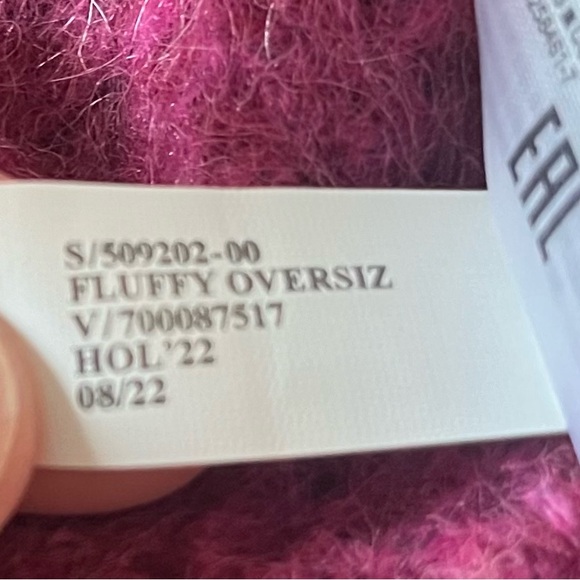 S/509202-00
FLUFFY OVERSIZ
V/700087517
HOL'22
08/22
EAC